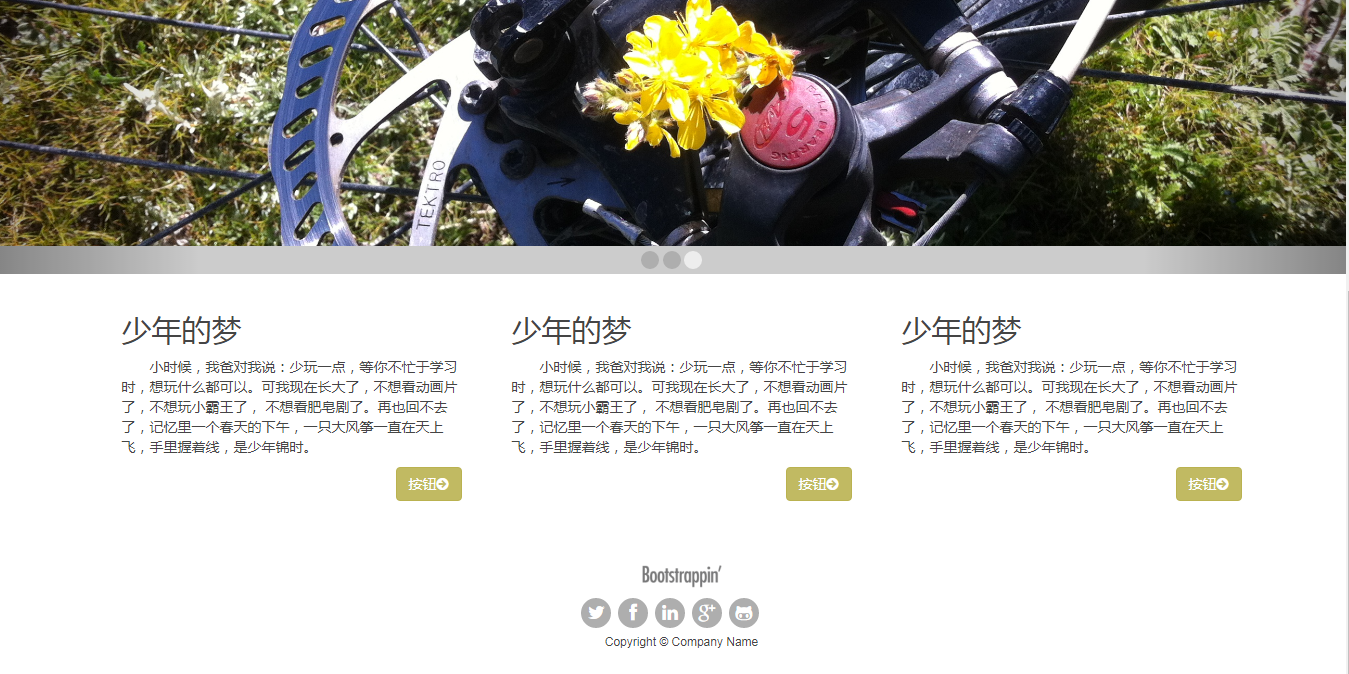 TEKTRO
BALL BEARING
5
少年的梦
小时候，我爸对我说：少玩一点，等你不忙于学习
时，想玩什么都可以。可我现在长大了，不想看动画片
了，不想玩小霸王了， 不想看肥皂剧了。再也回不去
了，记忆里一个春天的下午，一只大风筝一直在天上
飞，手里握着线，是少年锦时。
按钮
少年的梦
小时候，我爸对我说：少玩一点，等你不忙于学习
时，想玩什么都可以。可我现在长大了，不想看动画片
了，不想玩小霸王了， 不想看肥皂剧了。再也回不去
了，记忆里一个春天的下午，一只大风筝一直在天上
飞，手里握着线，是少年锦时。
按钮
少年的梦
小时候，我爸对我说：少玩一点，等你不忙于学习
时，想玩什么都可以。可我现在长大了，不想看动画片
了，不想玩小霸王了， 不想看肥皂剧了。再也回不去
了，记忆里一个春天的下午，一只大风筝一直在天上
飞，手里握着线，是少年锦时。
按钮
Bootstrappin’
Copyright © Company Name